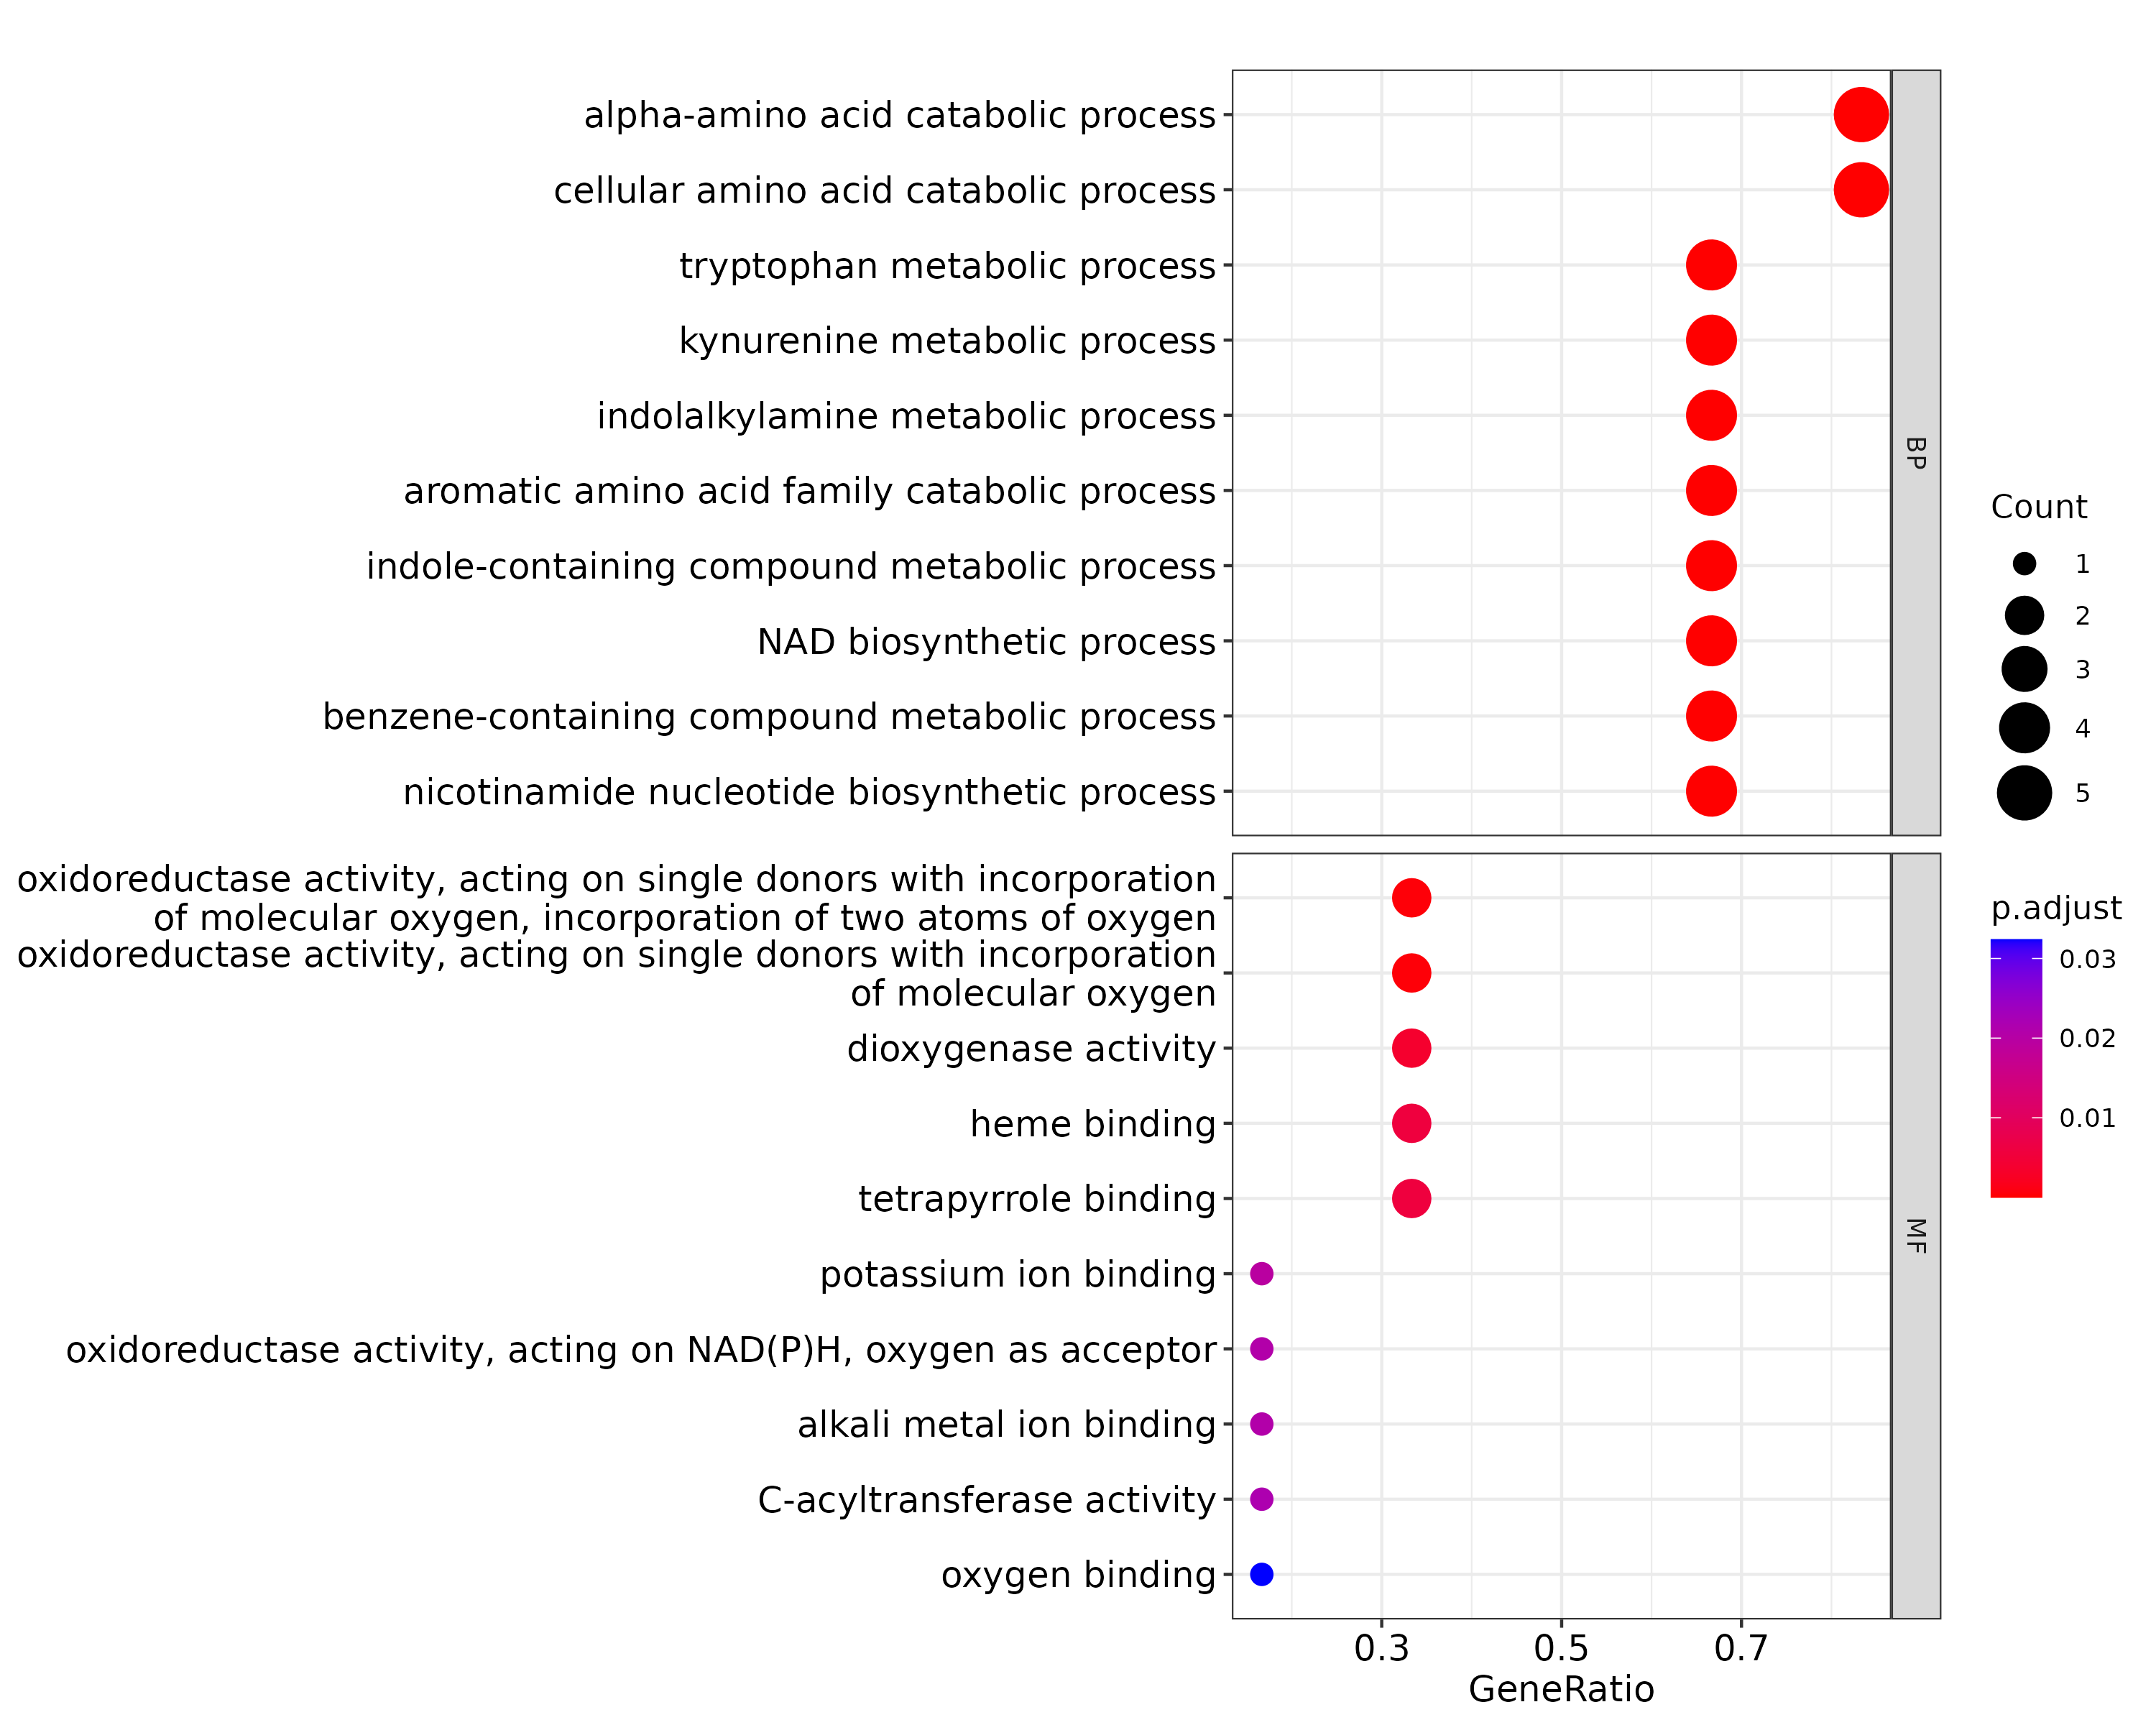 alpha-amino acid catabolic process
cellular amino acid catabolic process
tryptophan metabolic process
kynurenine metabolic process
indolalkylamine metabolic process
aromatic amino acid family catabolic process
indole-containing compound metabolic process
NAD biosynthetic process
benzene-containing compound metabolic process
nicotinamide nucleotide biosynthetic process
BP
oxidoreductase activity, acting on single donors with incorporation
of molecular oxygen, incorporation of two atoms of oxygen
oxidoreductase activity, acting on single donors with incorporation
of molecular oxygen
dioxygenase activity
heme binding
tetrapyrrole binding
potassium ion binding
oxidoreductase activity, acting on NAD(P)H, oxygen as acceptor
alkali metal ion binding
C-acyltransferase activity
oxygen binding
MF
0.3
0.5
0.7
GeneRatio
Count
1
2
3
4
5
p.adjust
0.03
0.02
0.01